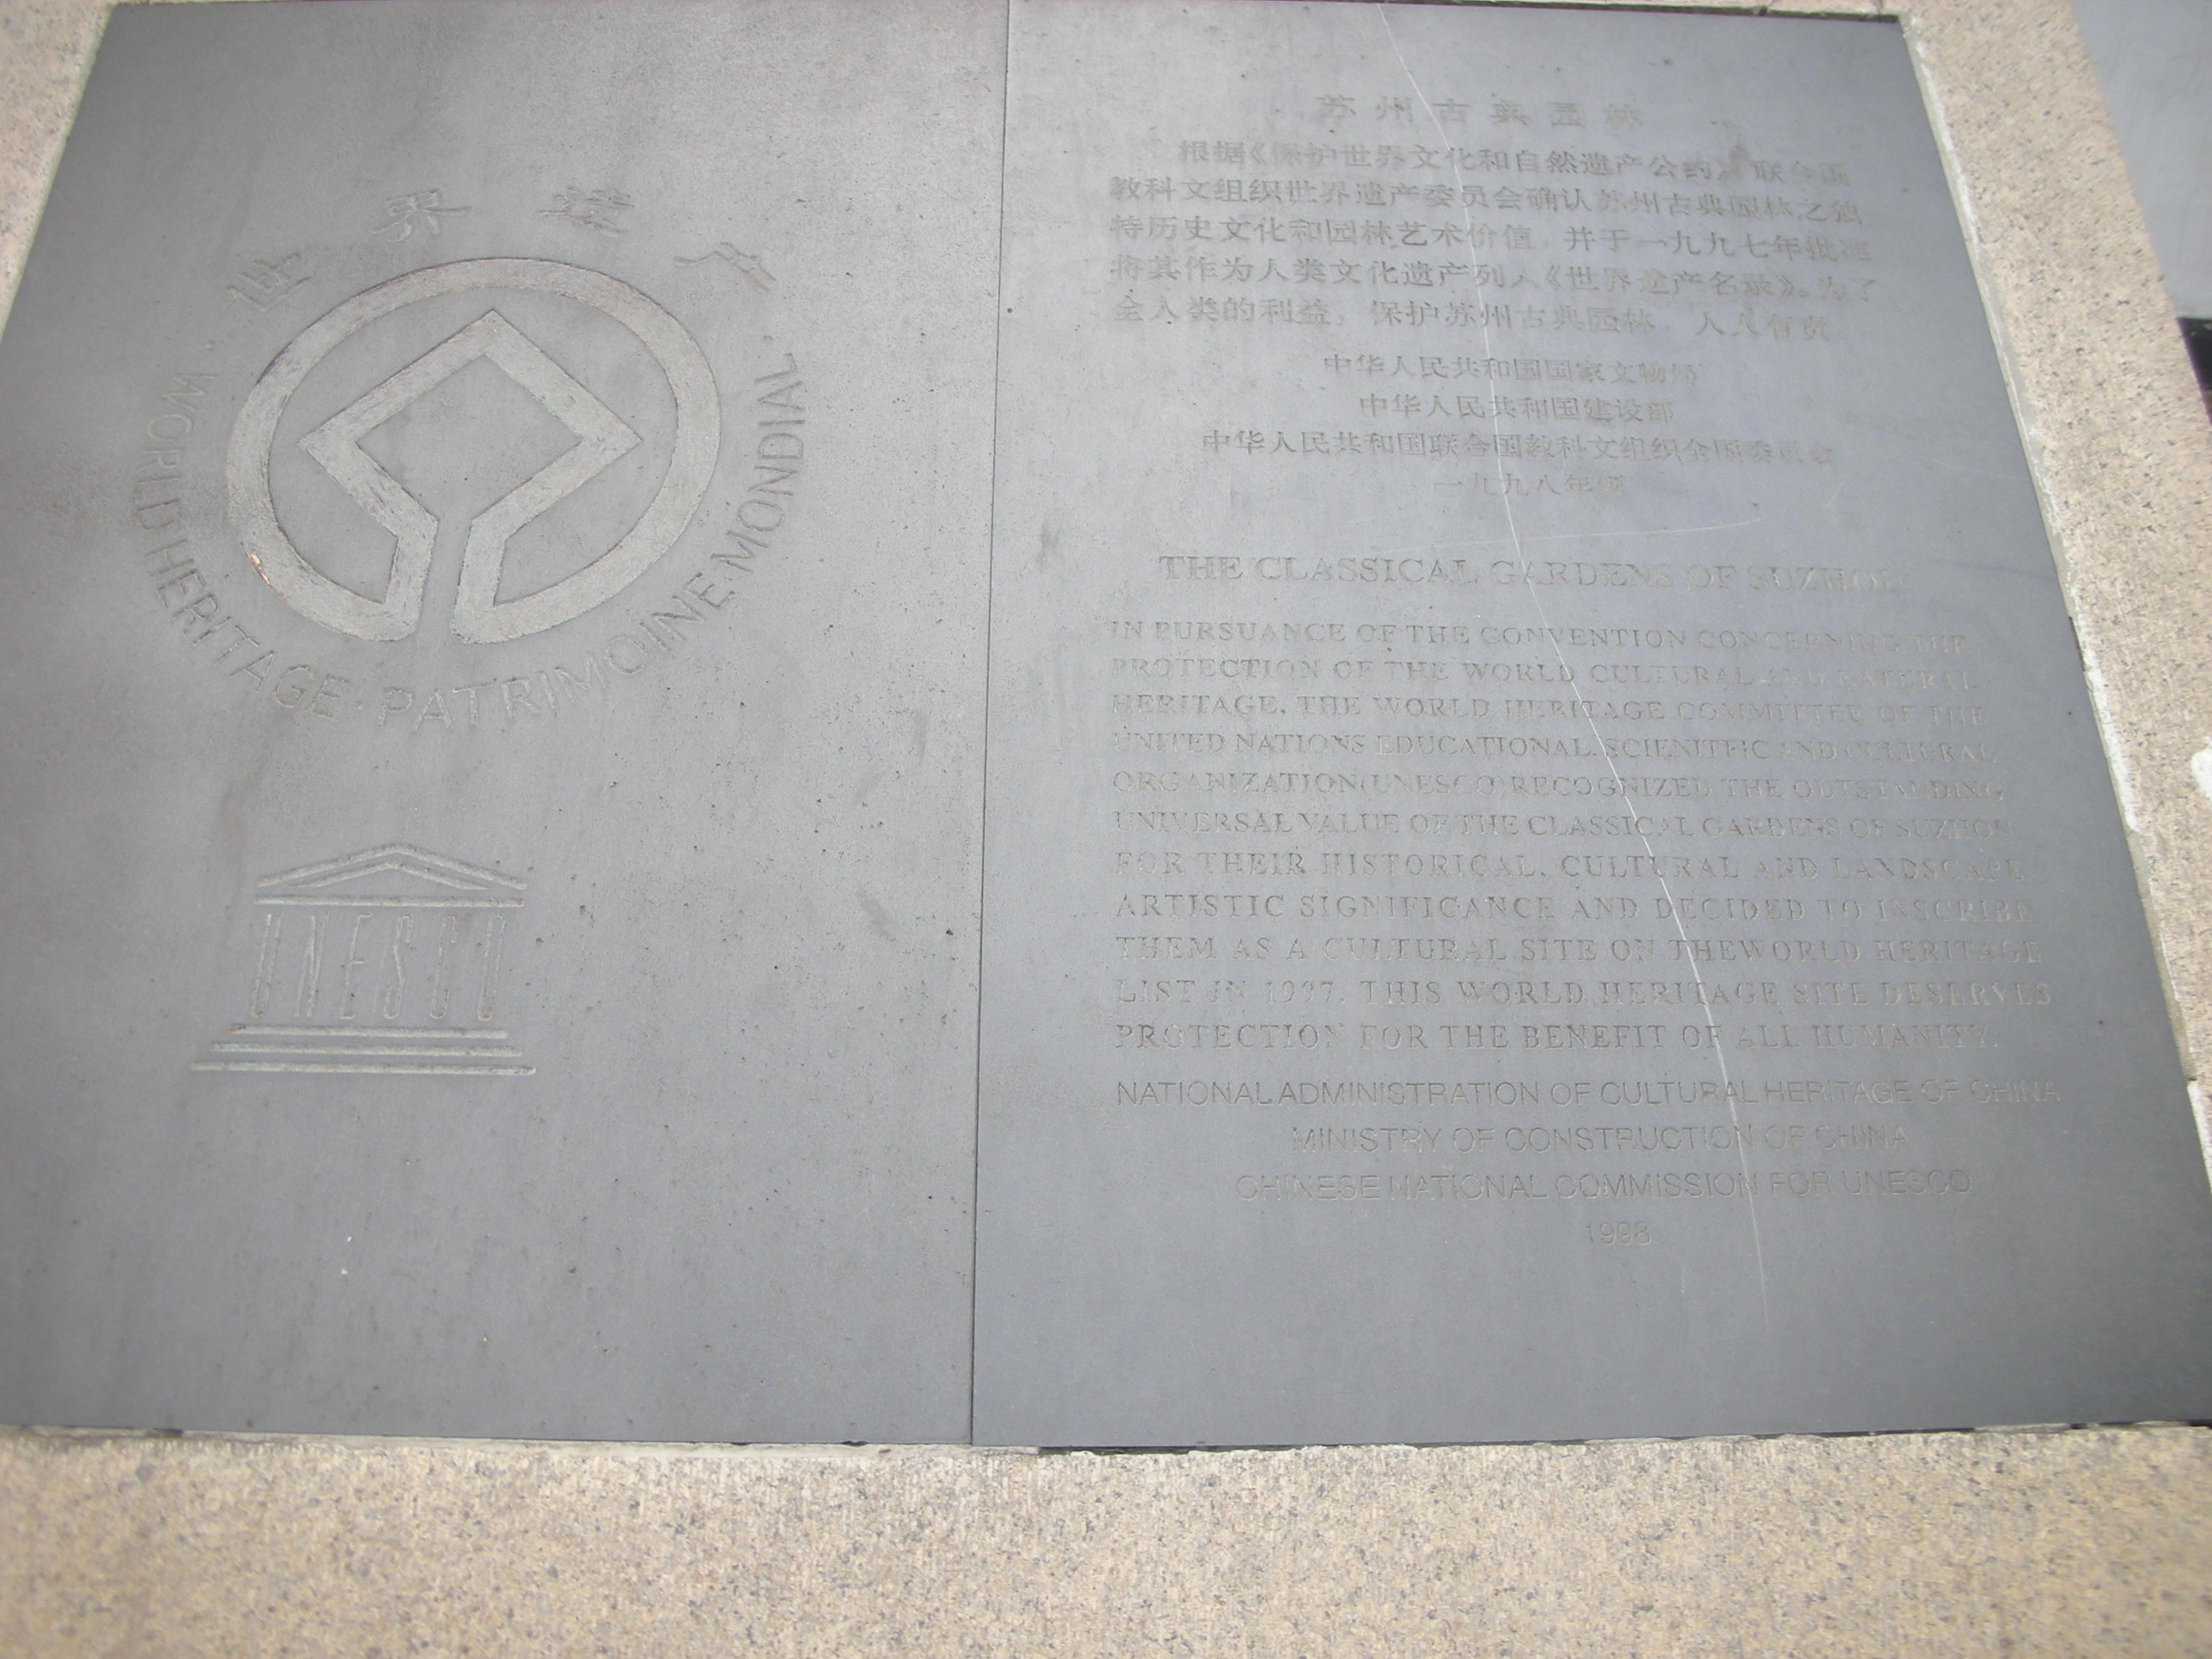 世界遗产
· WORLD HERITAGE · PATRIMOINE MONDIAL ·
UNESCO
苏州古典园林
根据《保护世界文化和自然遗产公约》联合国
教科文组织世界遗产委员会确认苏州古典园林之独
特历史文化和园林艺术价值，并于一九九七年批准
将其作为人类文化遗产列入《世界遗产名录》。为了
全人类的利益，保护苏州古典园林，人人有责。
中华人民共和国国家文物局
中华人民共和国建设部
中华人民共和国联合国教科文组织全国委员会
一九九八年
THE CLASSICAL GARDENS OF SUZHOU
IN PURSUANCE OF THE CONVENTION CONCERNING THE
PROTECTION OF THE WORLD CULTURAL AND NATURAL
HERITAGE. THE WORLD HERITAGE COMMITTEE OF THE
UNITED NATIONS EDUCATIONAL. SCIENITFIC AND CULTURAL
ORGANIZATION(UNESCO) RECOGNIZED THE OUTSTANDING
UNIVERSAL VALUE OF THE CLASSICAL GARDENS OF SUZHOU
FOR THEIR HISTORICAL. CULTURAL AND LANDSCAPE
ARTISTIC SIGNIFICANCE AND DECIDED TO INSCRIBE
THEM AS A CULTURAL SITE ON THEWORLD HERITAGE
LIST IN 1997. THIS WORLD HERITAGE SITE DESERVES
PROTECTION FOR THE BENEFIT OF ALL HUMANITY.
NATIONAL ADMINISTRATION OF CULTURAL HERITAGE OF CHINA
MINISTRY OF CONSTRUCTION OF CHINA
CHINESE NATIONAL COMMISSION FOR UNESCO
1998